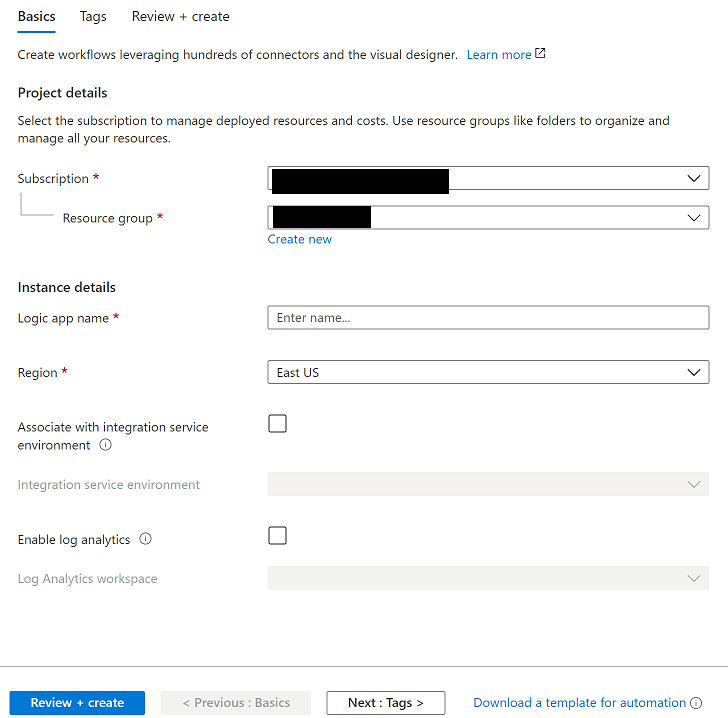 Basics Tags Review + create
Create workflows leveraging hundreds of connectors and the visual designer. Learn more
Project details
Select the subscription to manage deployed resources and costs. Use resource groups like folders to organize and
manage all your resources.
Subscription *
Resource group *
Create new
Instance details
Logic app name * Enter name...
Region * East US
Associate with integration service
environment
Integration service environment
Enable log analytics
Log Analytics workspace
Review + create < Previous : Basics Next : Tags > Download a template for automation